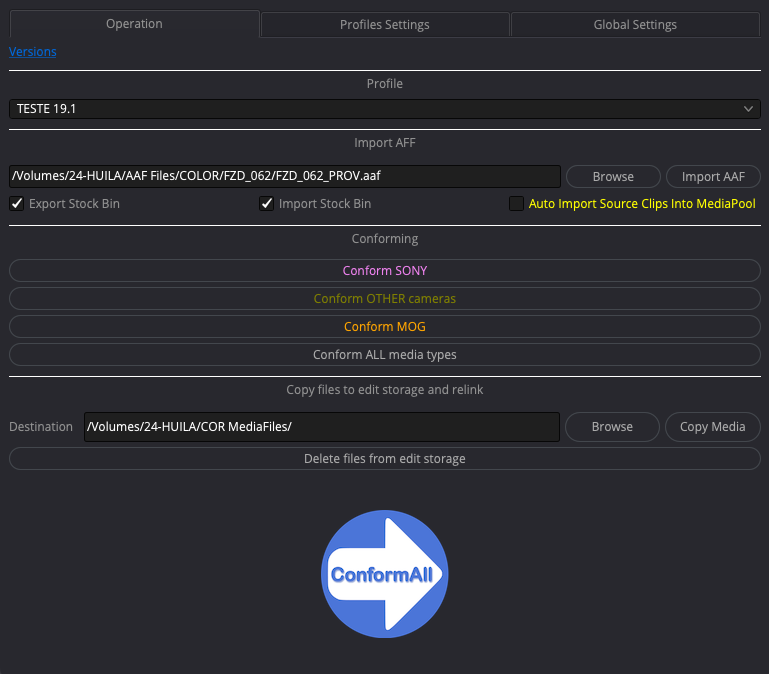 Operation
Profiles Settings
Global Settings
Versions
Profile
TESTE 19.1
Import AFF
/Volumes/24-HUILA/AAF Files/COLOR/FZD_062/FZD_062_PROV.aaf
Browse
Import AAF
Export Stock Bin
Import Stock Bin
Auto Import Source Clips Into MediaPool
Conforming
Conform SONY
Conform OTHER cameras
Conform MOG
Conform ALL media types
Copy files to edit storage and relink
Destination
/Volumes/24-HUILA/COR MediaFiles/
Browse
Copy Media
Delete files from edit storage
ConformAll